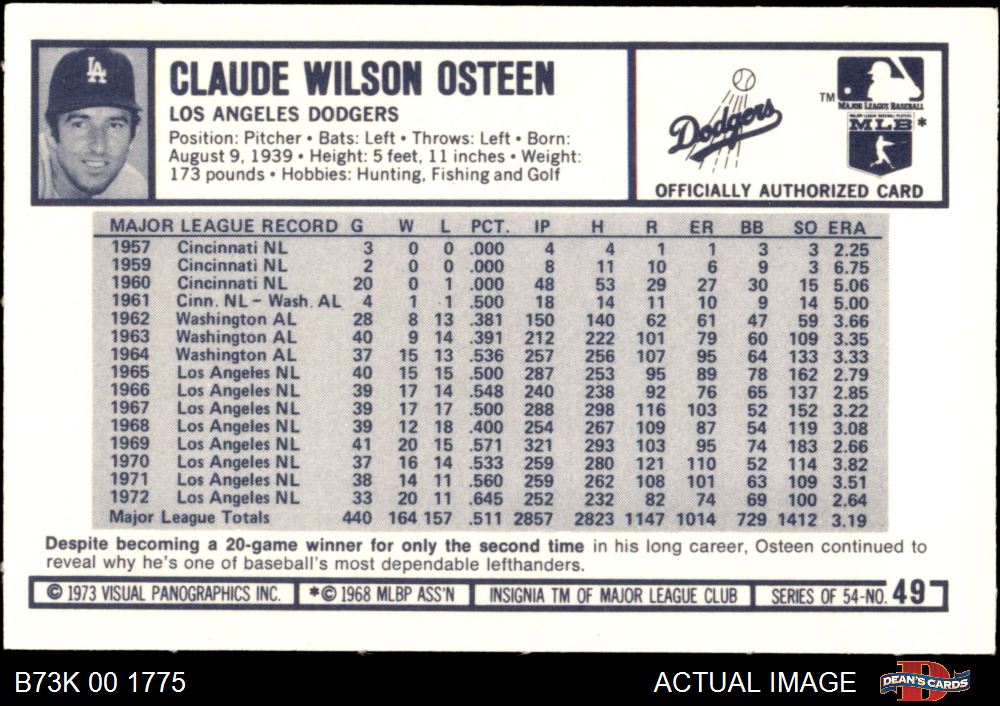 LA
CLAUDE WILSON OSTEEN
LOS ANGELES DODGERS
Position: Pitcher • Bats: Left • Throws: Left • Born:
August 9, 1939 • Height: 5 feet, 11 inches • Weight:
173 pounds • Hobbies: Hunting, Fishing and Golf
Dodgers
TM
MAJOR LEAGUE BASEBALL
MAJOR LEAGUE BASEBALL PLAYERS
MLB *
OFFICIALLY AUTHORIZED CARD
MAJOR LEAGUE RECORD G W L PCT. IP H R ER BB SO ERA
1957 Cincinnati NL 3 0 0 .000 4 4 1 1 3 3 2.25
1959 Cincinnati NL 2 0 0 .000 8 11 10 6 9 3 6.75
1960 Cincinnati NL 20 0 1 .000 48 53 29 27 30 15 5.06
1961 Cinn. NL – Wash. AL 4 1 1 .500 18 14 11 10 9 14 5.00
1962 Washington AL 28 8 13 .381 150 140 62 61 47 59 3.66
1963 Washington AL 40 9 14 .391 212 222 101 79 60 109 3.35
1964 Washington AL 37 15 13 .536 257 256 107 95 64 133 3.33
1965 Los Angeles NL 40 15 15 .500 287 253 95 89 78 162 2.79
1966 Los Angeles NL 39 17 14 .548 240 238 92 76 65 137 2.85
1967 Los Angeles NL 39 17 17 .500 288 298 116 103 52 152 3.22
1968 Los Angeles NL 39 12 18 .400 254 267 109 87 54 119 3.08
1969 Los Angeles NL 41 20 15 .571 321 293 103 95 74 183 2.66
1970 Los Angeles NL 37 16 14 .533 259 280 121 110 52 114 3.82
1971 Los Angeles NL 38 14 11 .560 259 262 108 101 63 109 3.51
1972 Los Angeles NL 33 20 11 .645 252 232 82 74 69 100 2.64
Major League Totals 440 164 157 .511 2857 2823 1147 1014 729 1412 3.19
Despite becoming a 20-game winner for only the second time in his long career, Osteen continued to
reveal why he's one of baseball's most dependable lefthanders.
© 1973 VISUAL PANOGRAPHICS INC. *© 1968 MLBP ASS'N INSIGNIA TM OF MAJOR LEAGUE CLUB SERIES OF 54-NO. 49
B73K 00 1775 ACTUAL IMAGE D DEAN'S CARDS